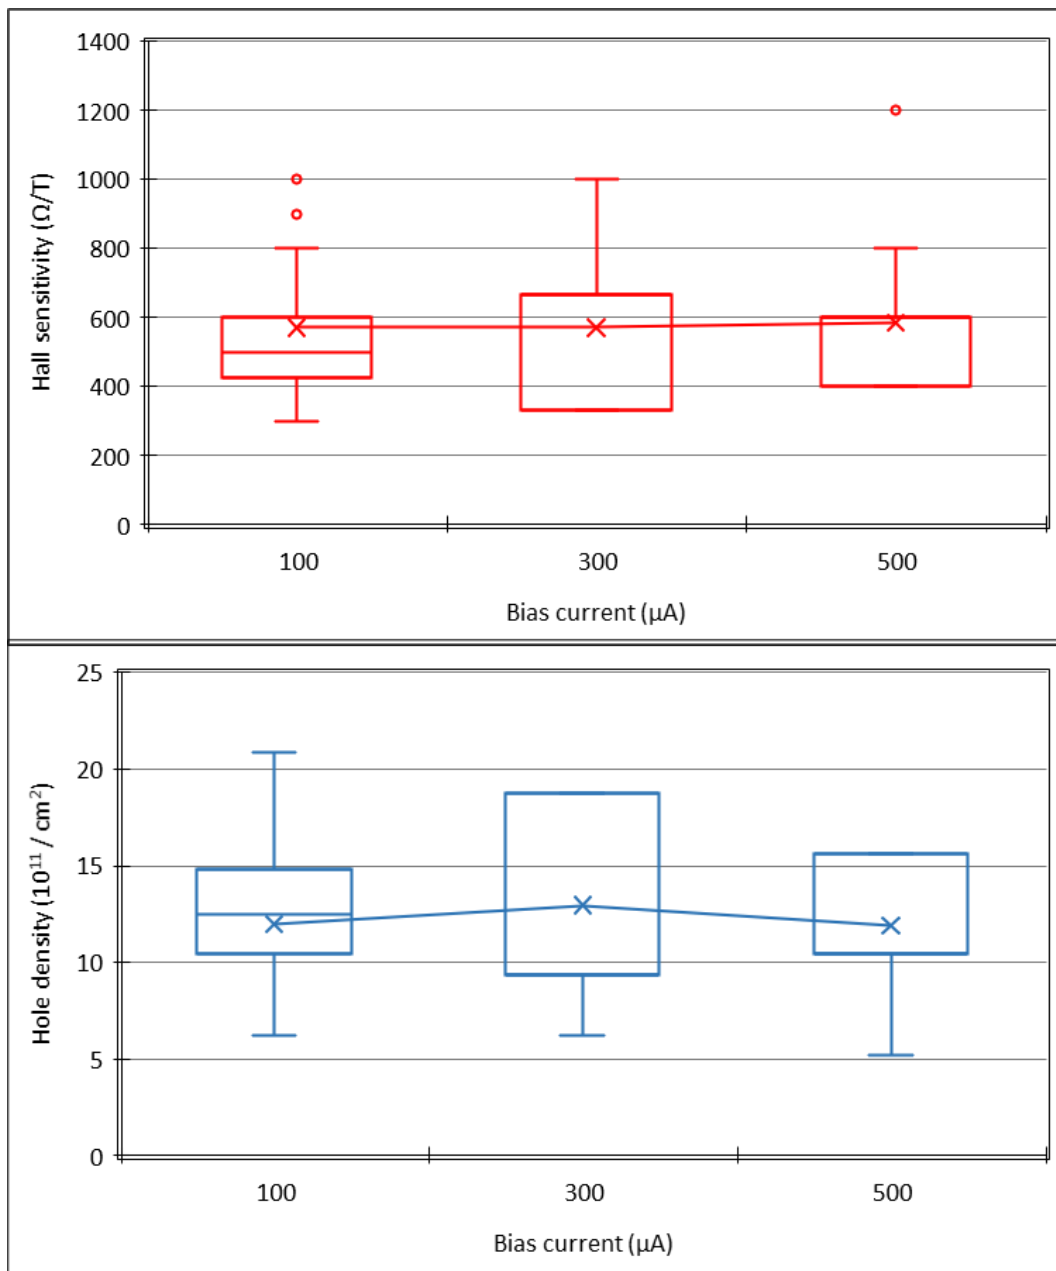 1400
1200
1000
800
600
400
200
0
Hall sensitivity (Ω/T)
100 300 500
Bias current (µA)
25
20
15
10
5
0
Hole density (10¹¹ / cm²)
100 300 500
Bias current (µA)